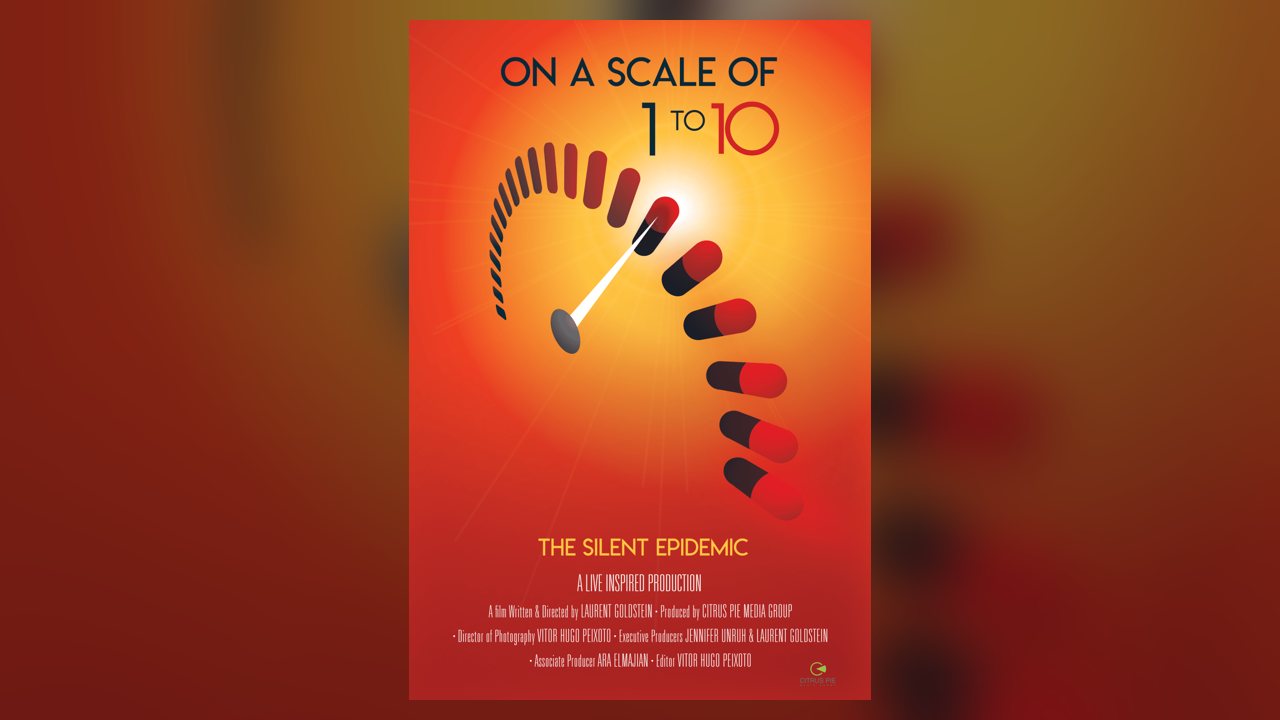 ON A SCALE OF
1 TO 10
THE SILENT EPIDEMIC
A LIVE INSPIRED PRODUCTION
A film Written & Directed by LAURENT GOLDSTEIN • Produced by CITRUS PIE MEDIA GROUP
• Director of Photography VITOR HUGO PEIXOTO • Executive Producers JENNIFER UNRUH & LAURENT GOLDSTEIN
• Associate Producer ARA ELMAJIAN • Editor VITOR HUGO PEIXOTO
CITRUS PIE